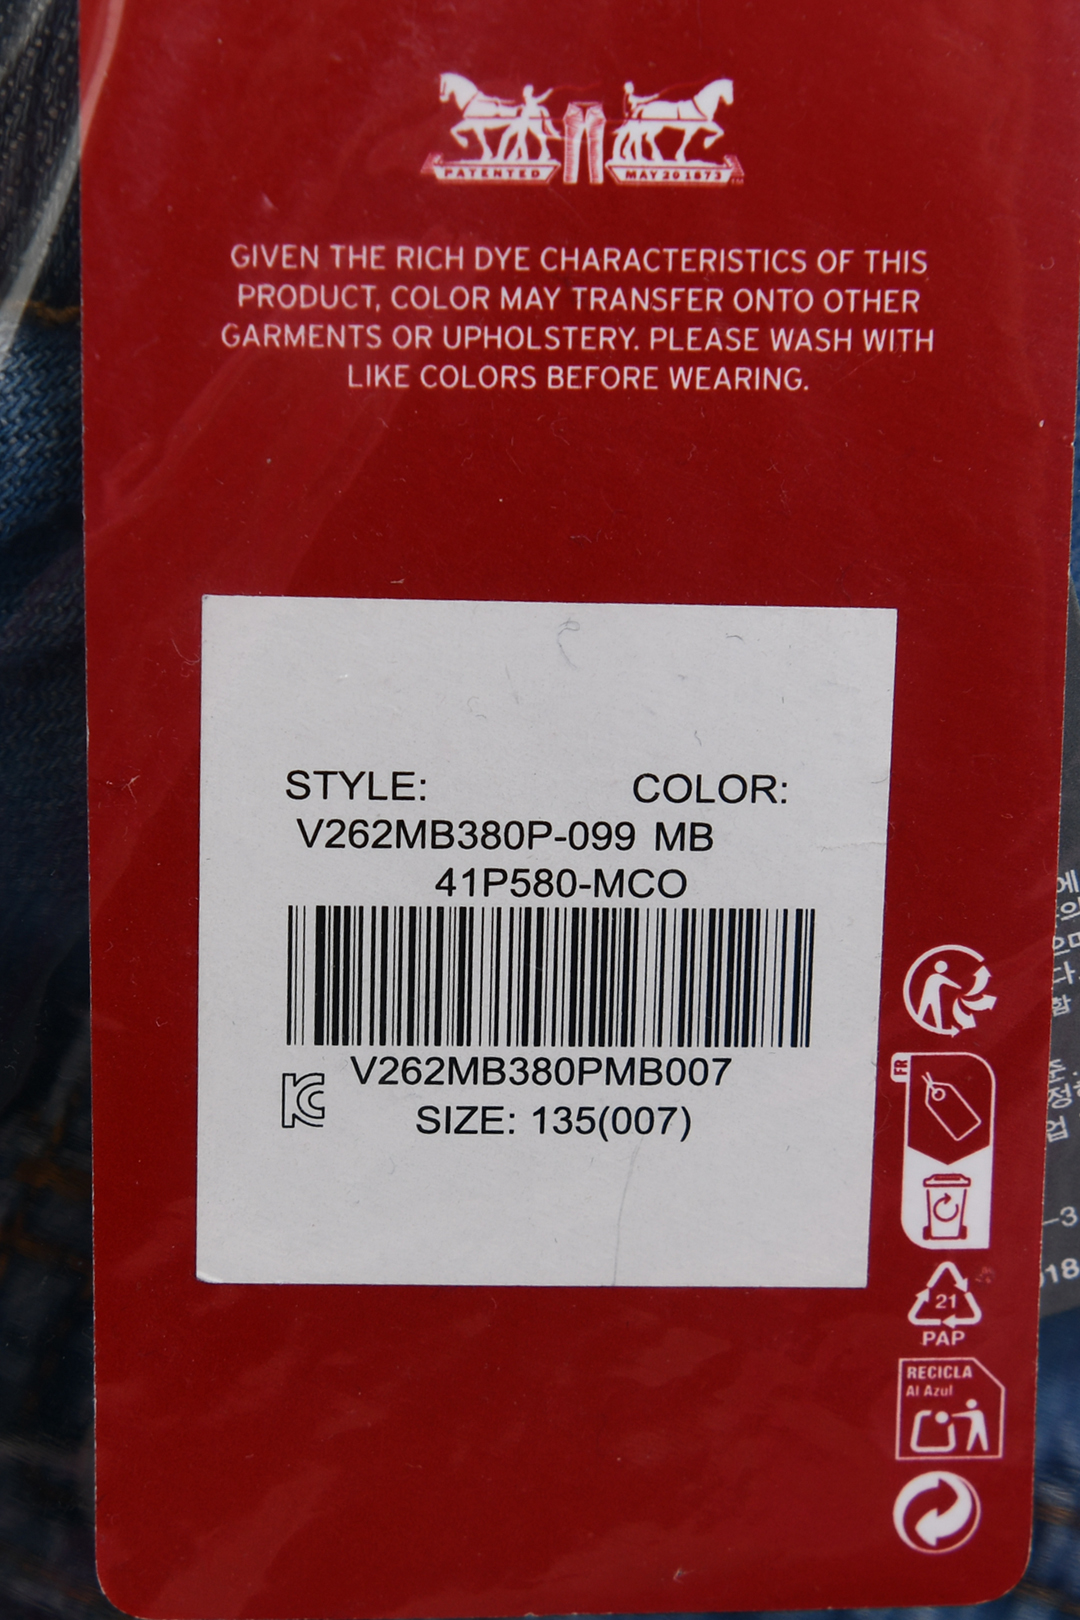 PATENTED MAY 20 1873
GIVEN THE RICH DYE CHARACTERISTICS OF THIS
PRODUCT, COLOR MAY TRANSFER ONTO OTHER
GARMENTS OR UPHOLSTERY. PLEASE WASH WITH
LIKE COLORS BEFORE WEARING.
STYLE: COLOR:
V262MB380P-099 MB
41P580-MCO
V262MB380PMB007
SIZE: 135(007)
FR
21
PAP
RECICLA
Al Azul